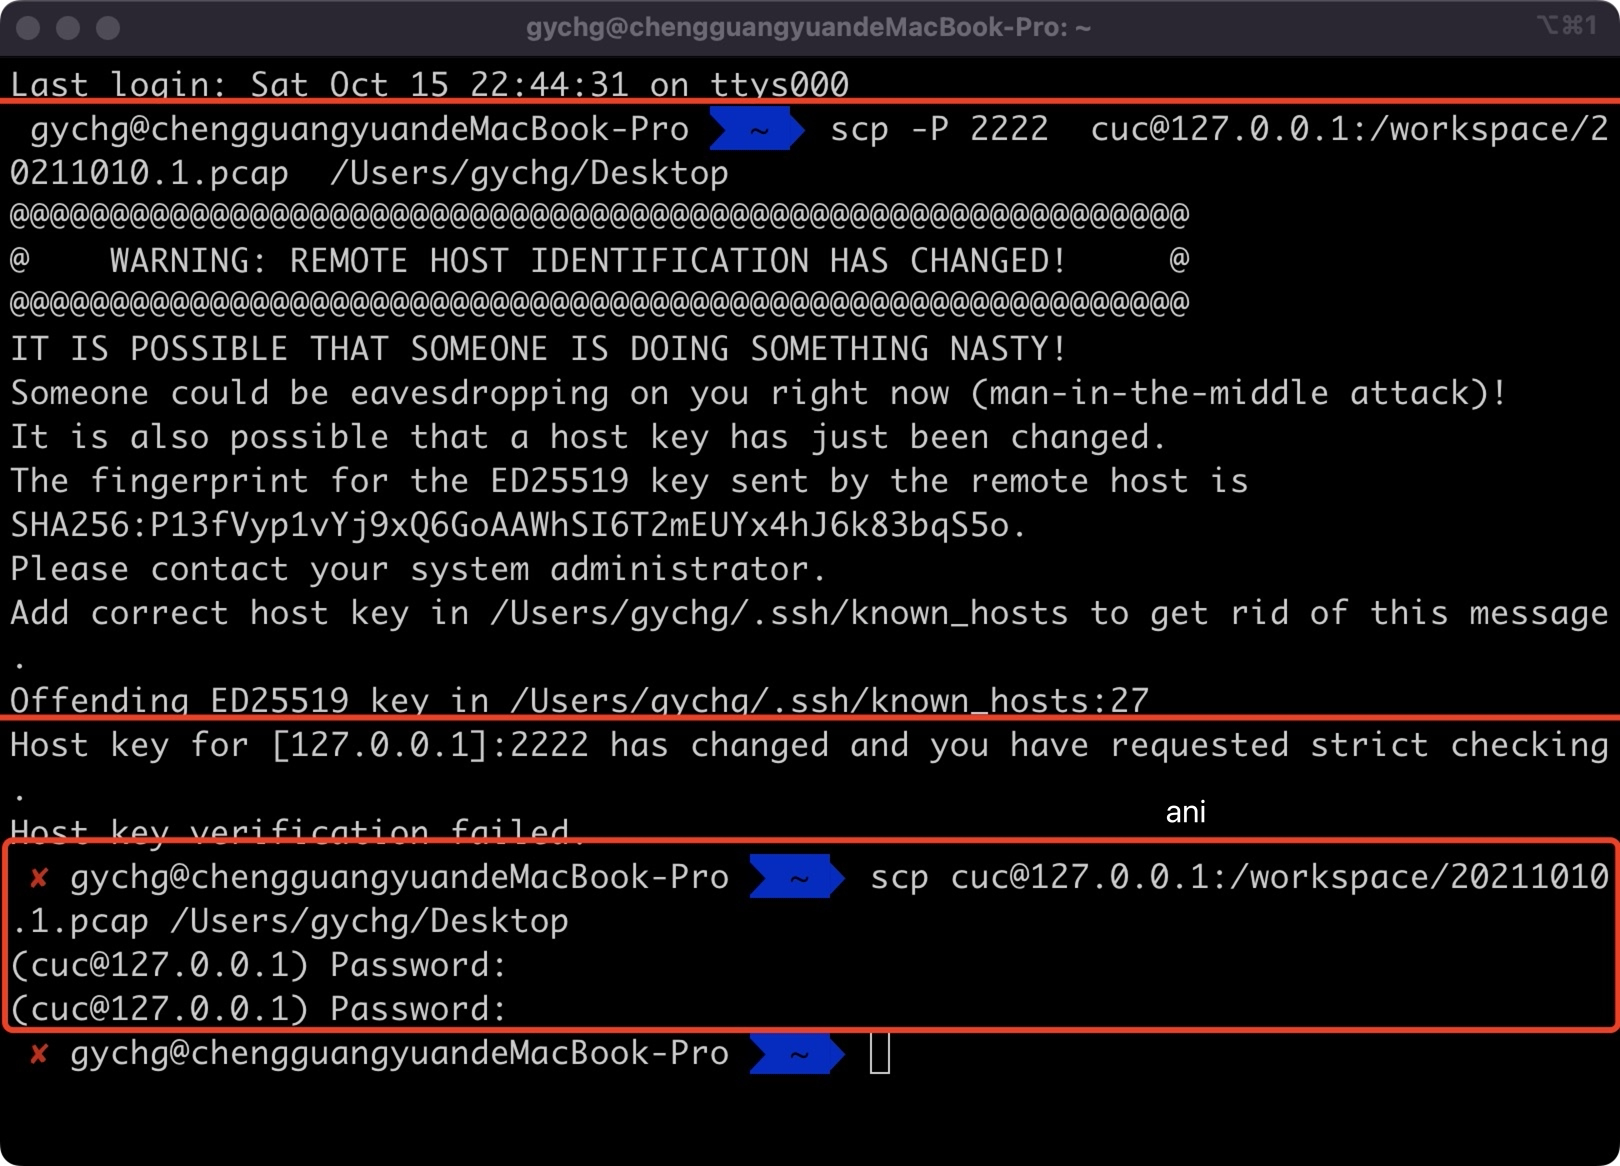 gychg@chengguangyuandeMacBook-Pro: ~ ⌥⌘1
Last login: Sat Oct 15 22:44:31 on ttys000
gychg@chengguangyuandeMacBook-Pro ~ scp -P 2222  cuc@127.0.0.1:/workspace/2
0211010.1.pcap  /Users/gychg/Desktop
@@@@@@@@@@@@@@@@@@@@@@@@@@@@@@@@@@@@@@@@@@@@@@@@@@@@@@@@@@@
@    WARNING: REMOTE HOST IDENTIFICATION HAS CHANGED!     @
@@@@@@@@@@@@@@@@@@@@@@@@@@@@@@@@@@@@@@@@@@@@@@@@@@@@@@@@@@@
IT IS POSSIBLE THAT SOMEONE IS DOING SOMETHING NASTY!
Someone could be eavesdropping on you right now (man-in-the-middle attack)!
It is also possible that a host key has just been changed.
The fingerprint for the ED25519 key sent by the remote host is
SHA256:P13fVyp1vYj9xQ6GoAAWhSI6T2mEUYx4hJ6k83bqS5o.
Please contact your system administrator.
Add correct host key in /Users/gychg/.ssh/known_hosts to get rid of this message
.
Offending ED25519 key in /Users/gychg/.ssh/known_hosts:27
Host key for [127.0.0.1]:2222 has changed and you have requested strict checking
.
ani
Host key verification failed.
✘ gychg@chengguangyuandeMacBook-Pro ~ scp cuc@127.0.0.1:/workspace/20211010
.1.pcap /Users/gychg/Desktop
(cuc@127.0.0.1) Password:
(cuc@127.0.0.1) Password:
✘ gychg@chengguangyuandeMacBook-Pro ~